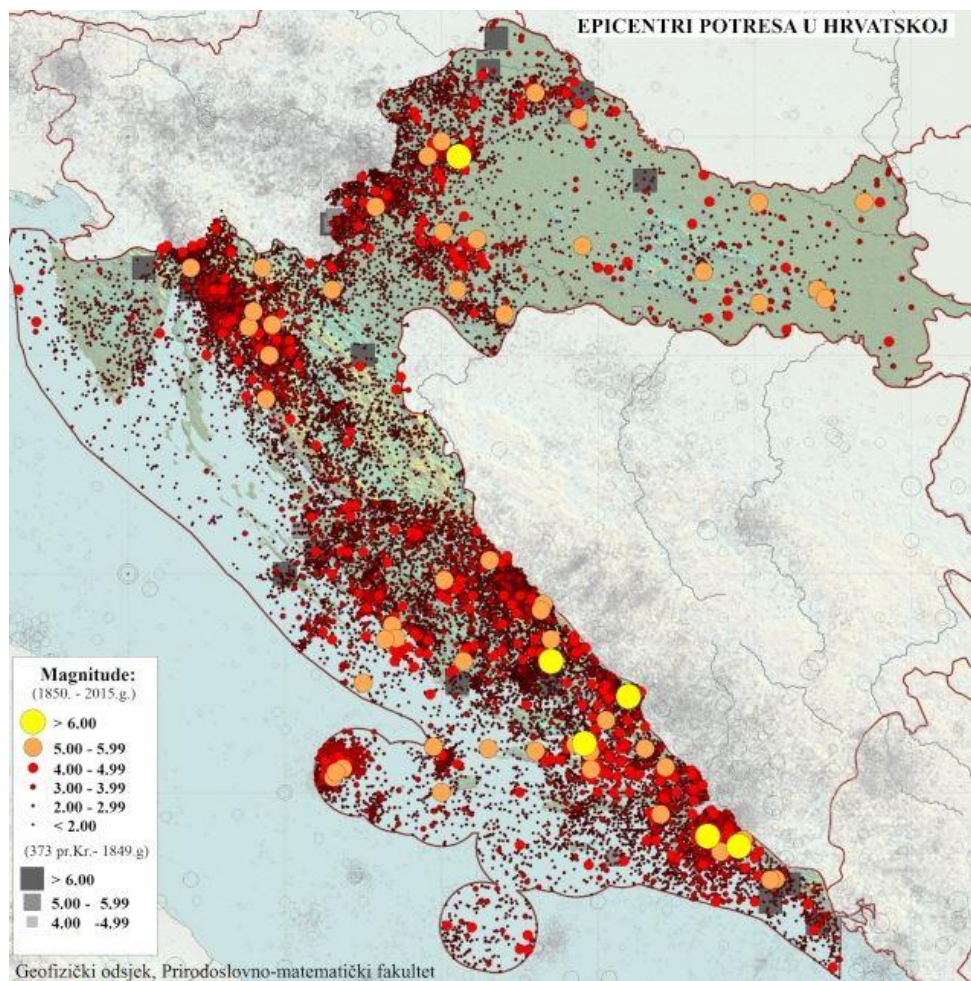 EPICENTRI POTRESA U HRVATSKOJ
Magnitude:
(1850. - 2015.g.)
> 6.00
5.00 - 5.99
4.00 - 4.99
3.00 - 3.99
2.00 - 2.99
< 2.00
(373 pr.Kr.- 1849.g)
> 6.00
5.00 - 5.99
4.00 -4.99
Geofizički odsjek, Prirodoslovno-matematički fakultet